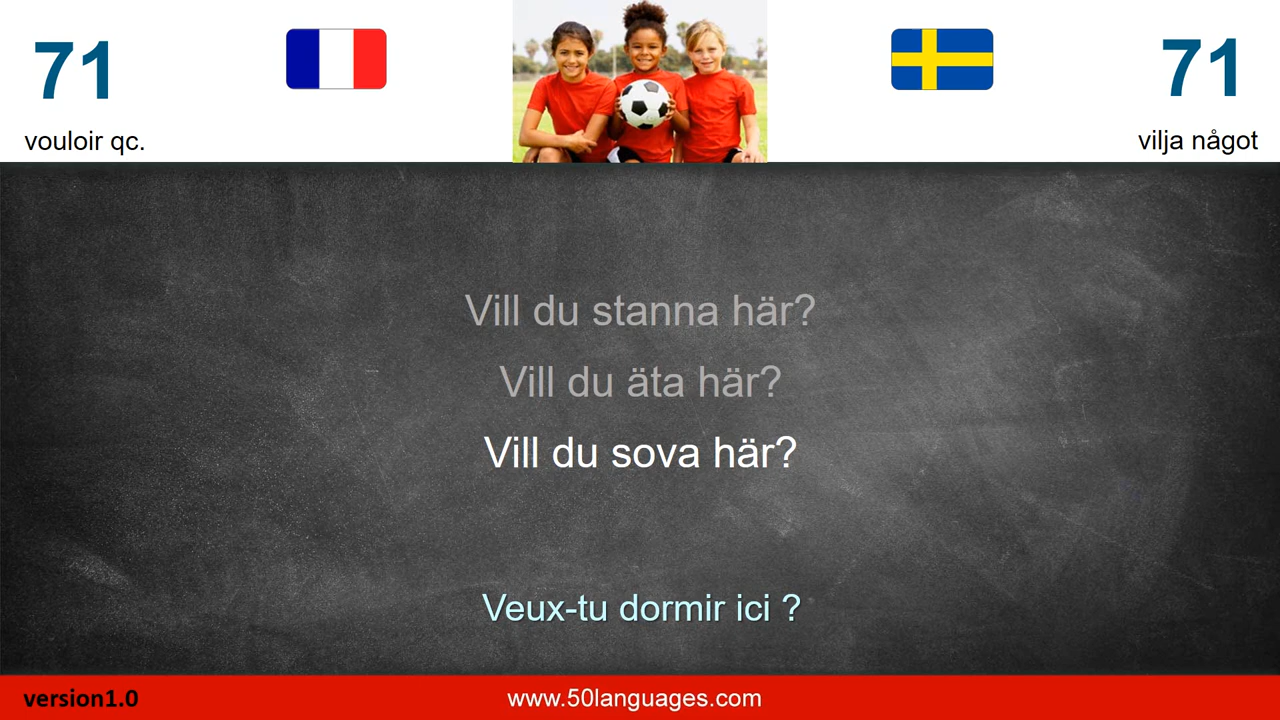 71
71
vouloir qc.
vilja något
Vill du stanna här?
Vill du äta här?
Vill du sova här?
Veux-tu dormir ici ?
version1.0
www.50languages.com